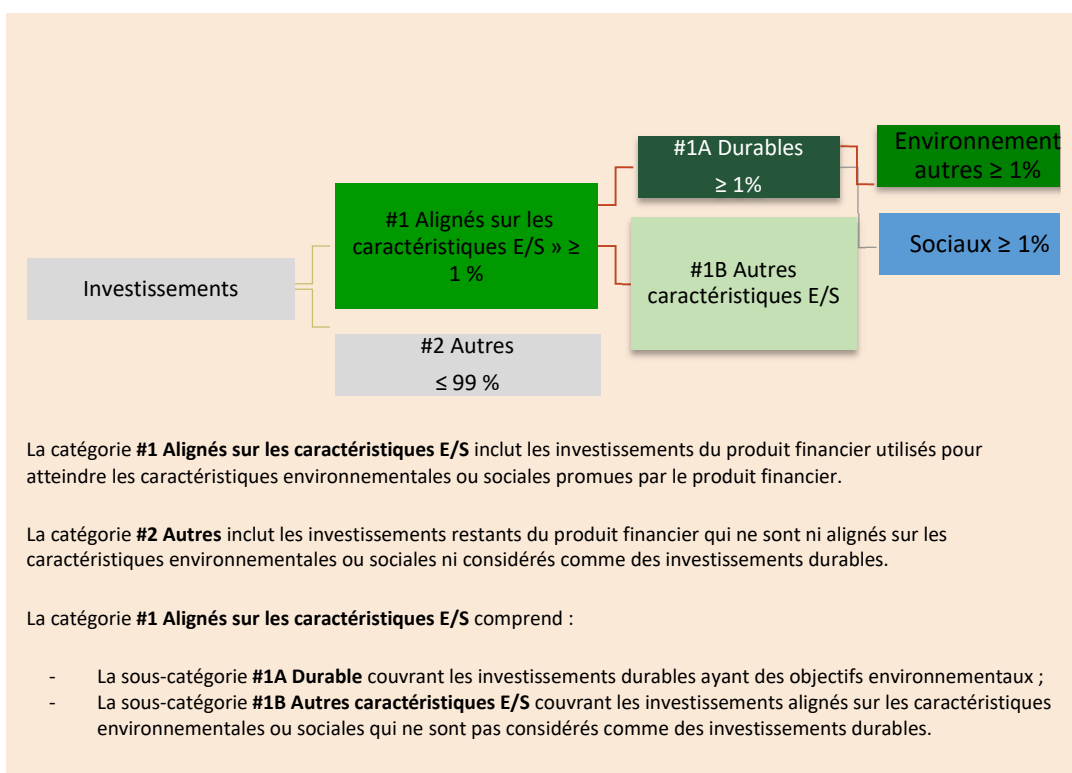 #1A Durables
≥ 1%
Environnement
autres ≥ 1%
#1 Alignés sur les
caractéristiques E/S » ≥
1 %
Sociaux ≥ 1%
#1B Autres
caractéristiques E/S
Investissements
#2 Autres
≤ 99 %
La catégorie #1 Alignés sur les caractéristiques E/S inclut les investissements du produit financier utilisés pour
atteindre les caractéristiques environnementales ou sociales promues par le produit financier.
La catégorie #2 Autres inclut les investissements restants du produit financier qui ne sont ni alignés sur les
caractéristiques environnementales ou sociales ni considérés comme des investissements durables.
La catégorie #1 Alignés sur les caractéristiques E/S comprend :
- La sous-catégorie #1A Durable couvrant les investissements durables ayant des objectifs environnementaux ;
- La sous-catégorie #1B Autres caractéristiques E/S couvrant les investissements alignés sur les caractéristiques
environnementales ou sociales qui ne sont pas considérés comme des investissements durables.